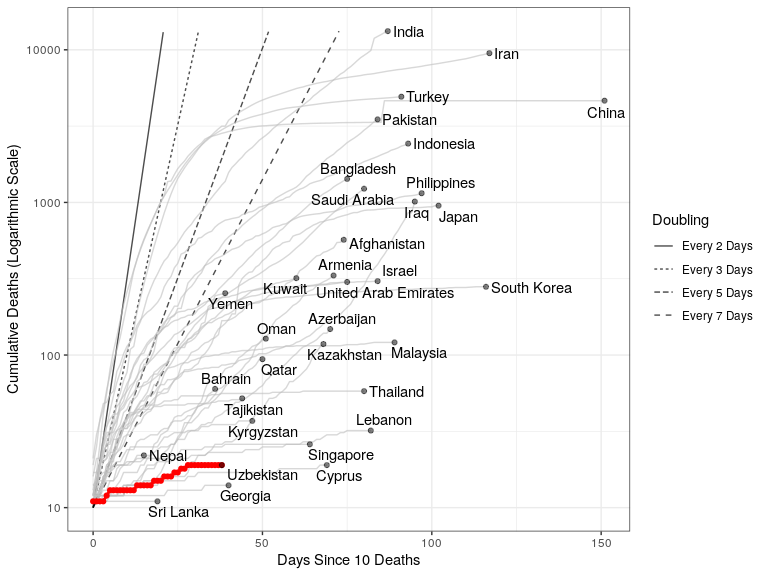 India
Iran
Turkey
China
Pakistan
Indonesia
Bangladesh
Philippines
Saudi Arabia
Iraq
Japan
Afghanistan
Armenia
Israel
Kuwait
United Arab Emirates
South Korea
Yemen
Azerbaijan
Oman
Kazakhstan
Malaysia
Qatar
Bahrain
Thailand
Tajikistan
Lebanon
Kyrgyzstan
Nepal
Singapore
Uzbekistan
Cyprus
Georgia
Sri Lanka
10000
1000
100
10
0
50
100
150
Days Since 10 Deaths
Cumulative Deaths (Logarithmic Scale)
Doubling
Every 2 Days
Every 3 Days
Every 5 Days
Every 7 Days